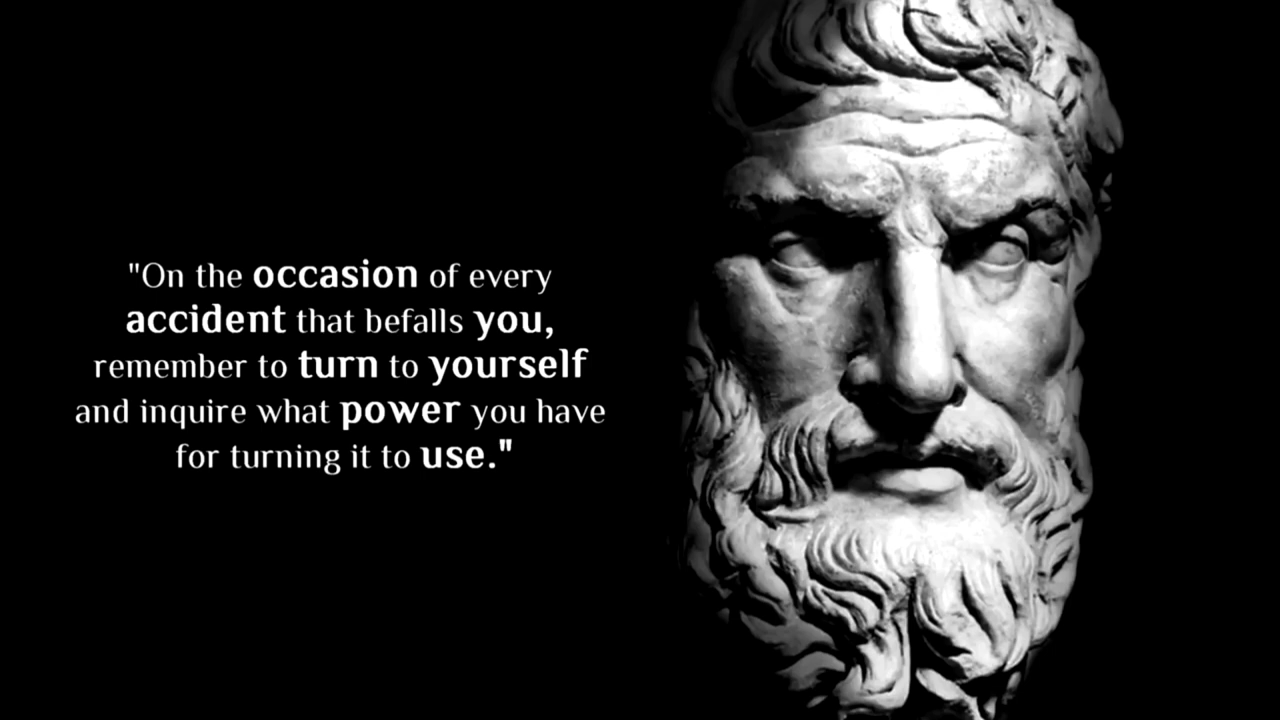 "On the occasion of every
accident that befalls you,
remember to turn to yourself
and inquire what power you have
for turning it to use."